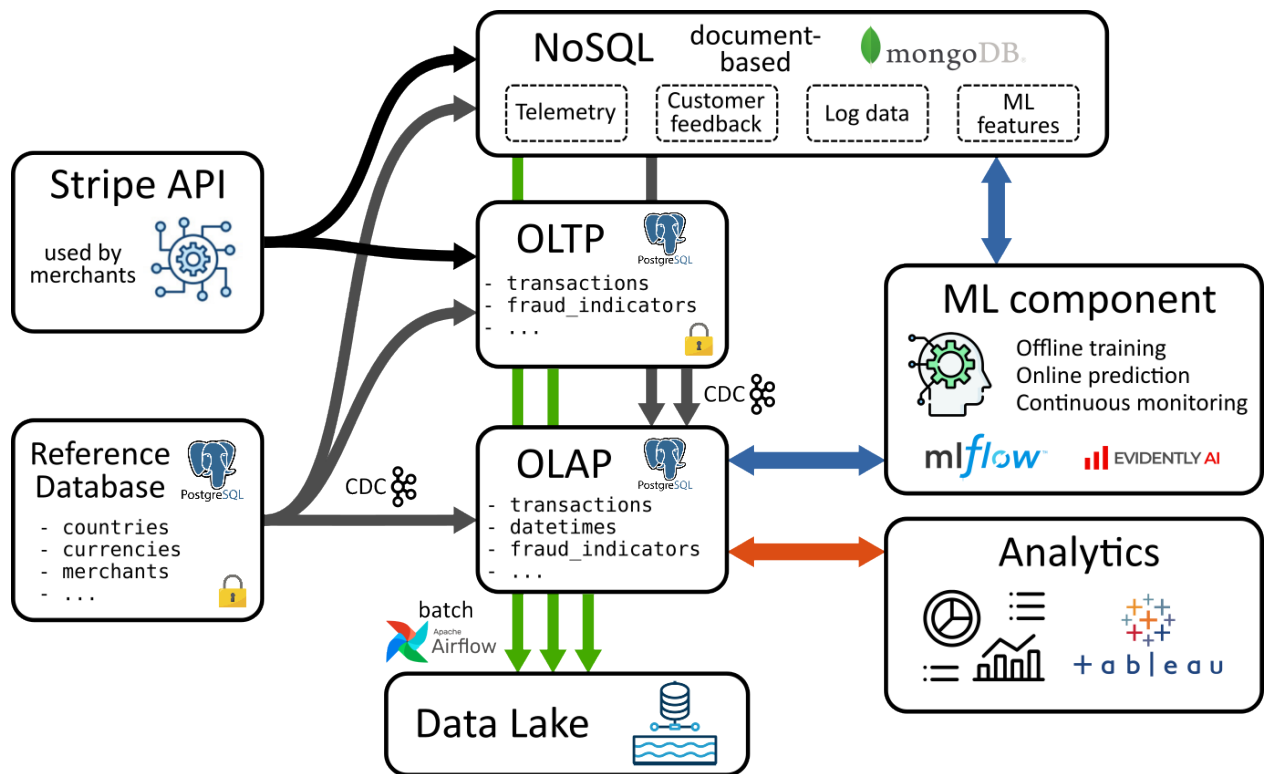 NoSQL
document-
based
mongoDB
Telemetry
Customer
feedback
Log data
ML
features
Stripe API
used by
merchants
OLTP
PostgreSQL
- transactions
- fraud_indicators
- ...
CDC
ML component
Offline training
Online prediction
Continuous monitoring
mlflow™
EVIDENTLY AI
Reference
Database
PostgreSQL
- countries
- currencies
- merchants
- ...
CDC
OLAP
PostgreSQL
- transactions
- datetimes
- fraud_indicators
- ...
Analytics
+ableau
batch
Apache
Airflow
Data Lake